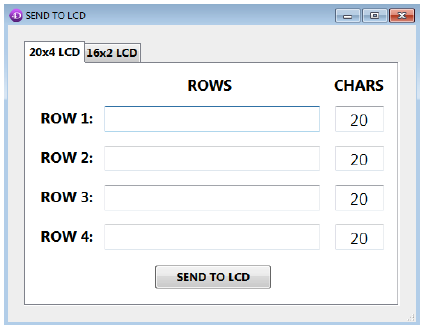 SEND TO LCD
20x4 LCD 16x2 LCD
ROWS CHARS
ROW 1: 20
ROW 2: 20
ROW 3: 20
ROW 4: 20
SEND TO LCD